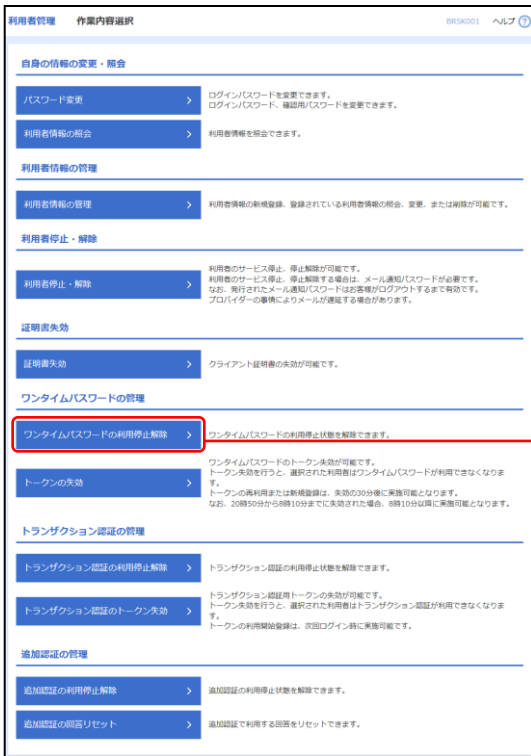 利用者管理 作業内容選択 BRSK001 ヘルプ ?
自身の情報の変更・照会
パスワード変更
ログインパスワードを変更できます。
ログインパスワード、確認用パスワードを変更できます。
利用者情報の照会
利用者情報を照会できます。
利用者情報の管理
利用者情報の管理
利用者情報の新規登録、登録されている利用者情報の照会、変更、または削除が可能です。
利用者停止・解除
利用者停止・解除
利用者のサービス停止、停止解除が可能です。
利用者のサービス停止、停止解除する場合は、メール通知パスワードが必要です。
なお、発行されたメール通知パスワードはお客様がログアウトするまで有効です。
プロバイダーの事情によりメールが遅延する場合があります。
証明書失効
証明書失効
クライアント証明書の失効が可能です。
ワンタイムパスワードの管理
ワンタイムパスワードの利用停止解除
ワンタイムパスワードの利用停止状態を解除できます。
トークンの失効
ワンタイムパスワードのトークン失効が可能です。
トークン失効を行うと、選択された利用者はワンタイムパスワードが利用できなくなりま
す。
トークンの再利用または新規登録は、失効の30分後に実施可能となります。
なお、20時50分から8時10分までに失効された場合、8時10分以降に実施可能となります。
トランザクション認証の管理
トランザクション認証の利用停止解除
トランザクション認証の利用停止状態を解除できます。
トランザクション認証のトークン失効
トランザクション認証用トークンの失効が可能です。
トークン失効を行うと、選択された利用者はトランザクション認証が利用できなくなりま
す。
トークンの利用開始登録は、次回ログイン時に実施可能です。
追加認証の管理
追加認証の利用停止解除
追加認証の利用停止状態を解除できます。
追加認証の回答リセット
追加認証で利用する回答をリセットできます。